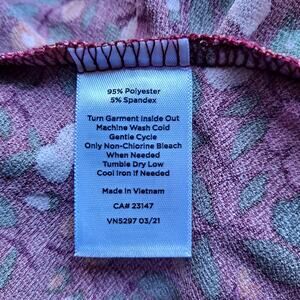 95% Polyester
5% Spandex
Turn Garment Inside Out
Machine Wash Cold
Gentle Cycle
Only Non-Chlorine Bleach
When Needed
Tumble Dry Low
Cool Iron if Needed
Made in Vietnam
CA# 23147
VN5297 03/21